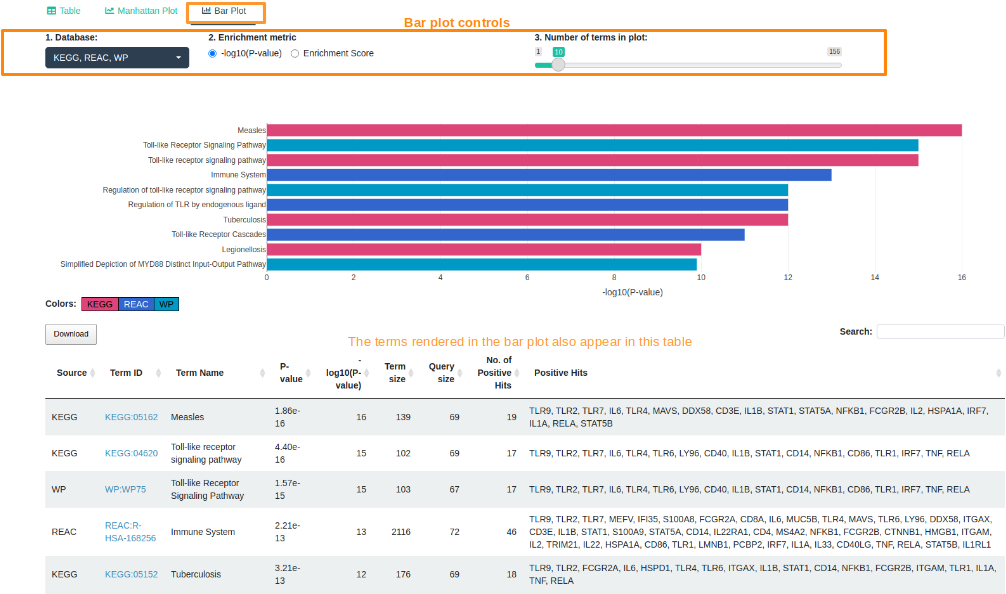 Table Manhattan Plot Bar Plot
Bar plot controls
1. Database: 2. Enrichment metric 3. Number of terms in plot:
KEGG, REAC, WP -log10(P-value) Enrichment Score 1 10 156
Measles
Toll-like Receptor Signaling Pathway
Toll-like receptor signaling pathway
Immune System
Regulation of toll-like receptor signaling pathway
Regulation of TLR by endogenous ligand
Tuberculosis
Toll-like Receptor Cascades
Legionellosis
Simplified Depiction of MYD88 Distinct Input-Output Pathway
0 2 4 6 8 10 12 14 16
-log10(P-value)
Colors: KEGG REAC WP
Download Search:
The terms rendered in the bar plot also appear in this table
Source Term ID Term Name P-value -log10(P-value) Term size Query size No. of Positive Hits Positive Hits
KEGG KEGG:05162 Measles 1.86e-16 16 139 69 19 TLR9, TLR2, TLR7, IL6, TLR4, MAVS, DDX58, CD3E, IL1B, STAT1, STAT5A, NFKB1, FCGR2B, IL2, HSPA1A, IRF7,
IL1A, RELA, STAT5B
KEGG KEGG:04620 Toll-like receptor signaling pathway 4.40e-16 15 102 69 17 TLR9, TLR2, TLR7, IL6, TLR4, TLR6, LY96, CD40, IL1B, STAT1, CD14, NFKB1, CD86, TLR1, IRF7, TNF, RELA
WP WP:WP75 Toll-like Receptor Signaling Pathway 1.57e-15 15 103 67 17 TLR9, TLR2, TLR7, IL6, TLR4, TLR6, LY96, CD40, IL1B, STAT1, CD14, NFKB1, CD86, TLR1, IRF7, TNF, RELA
REAC REAC:R-HSA-168256 Immune System 2.21e-13 13 2116 72 46 TLR9, TLR2, TLR7, MEFV, IFI35, S100A8, FCGR2A, CD8A, IL6, MUC5B, TLR4, MAVS, TLR6, LY96, DDX58, ITGAX,
CD3E, IL1B, STAT1, S100A9, STAT5A, CD14, IL22RA1, CD4, MS4A2, NFKB1, FCGR2B, CTNNB1, HMGB1, ITGAM,
IL2, TRIM21, IL22, HSPA1A, CD86, TLR1, LMNB1, PCBP2, IRF7, IL1A, IL33, CD40LG, TNF, RELA, STAT5B, IL1RL1
KEGG KEGG:05152 Tuberculosis 3.21e-13 12 176 69 18 TLR9, TLR2, FCGR2A, IL6, HSPD1, TLR4, TLR6, ITGAX, IL1B, STAT1, CD14, NFKB1, FCGR2B, ITGAM, TLR1, IL1A,
TNF, RELA